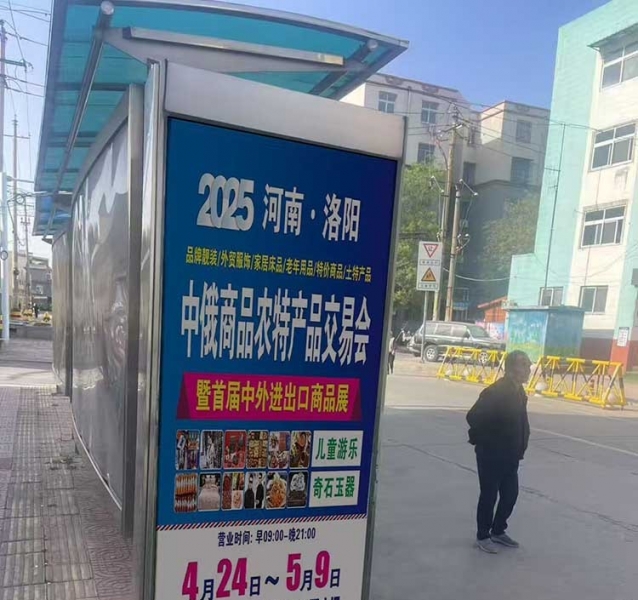 2025 河南·洛阳
品牌靓装/外贸服饰/家居床品/老年用品/特价商品/土特产品
中俄商品农特产品交易会
暨首届中外进出口商品展
儿童游乐
奇石玉器
营业时间：早09:00-晚21:00
4月24日～5月9日